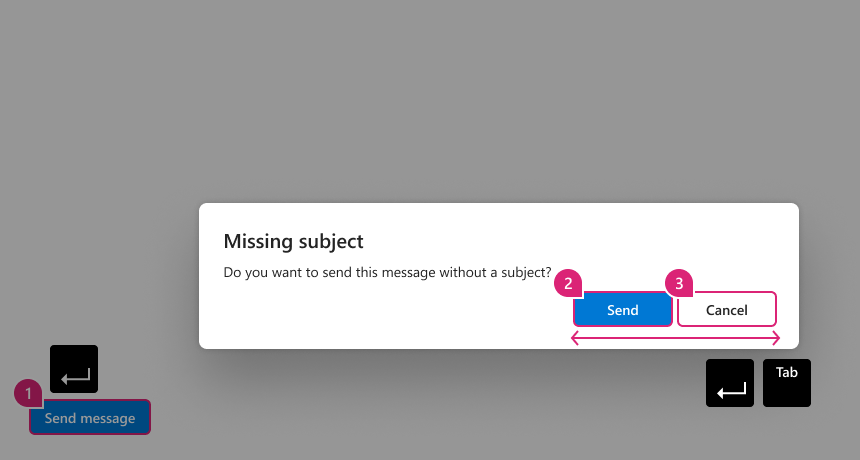 Missing subject
Do you want to send this message without a subject?
2
3
Send
Cancel
Tab
1
Send message